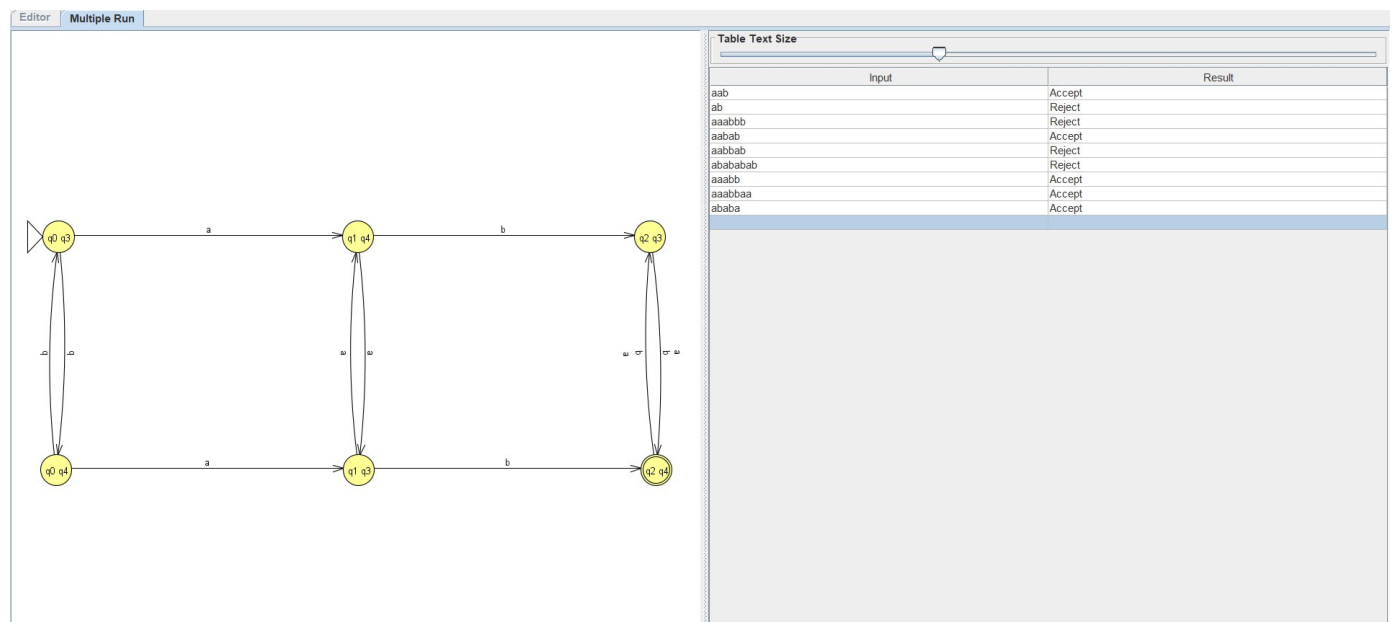 Editor
Multiple Run
Table Text Size
Input Result
aab Accept
ab Reject
aaabbb Reject
aabab Accept
aabbab Reject
abababab Reject
aaabb Accept
aaabbaa Accept
ababa Accept
q0 q3
a
q1 q4
b
q2 q3
b b
a a
a b b a
q0 q4
a
q1 q3
b
q2 q4